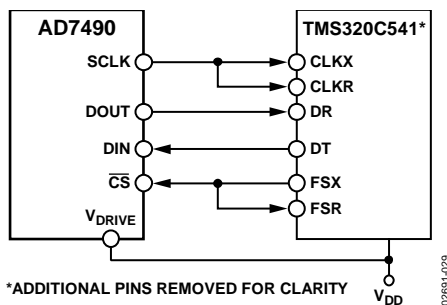 AD7490
TMS320C541*
SCLK
CLKX
CLKR
DOUT
DR
DIN
DT
CS
FSX
VDRIVE
FSR
*ADDITIONAL PINS REMOVED FOR CLARITY
VDD
02691-029